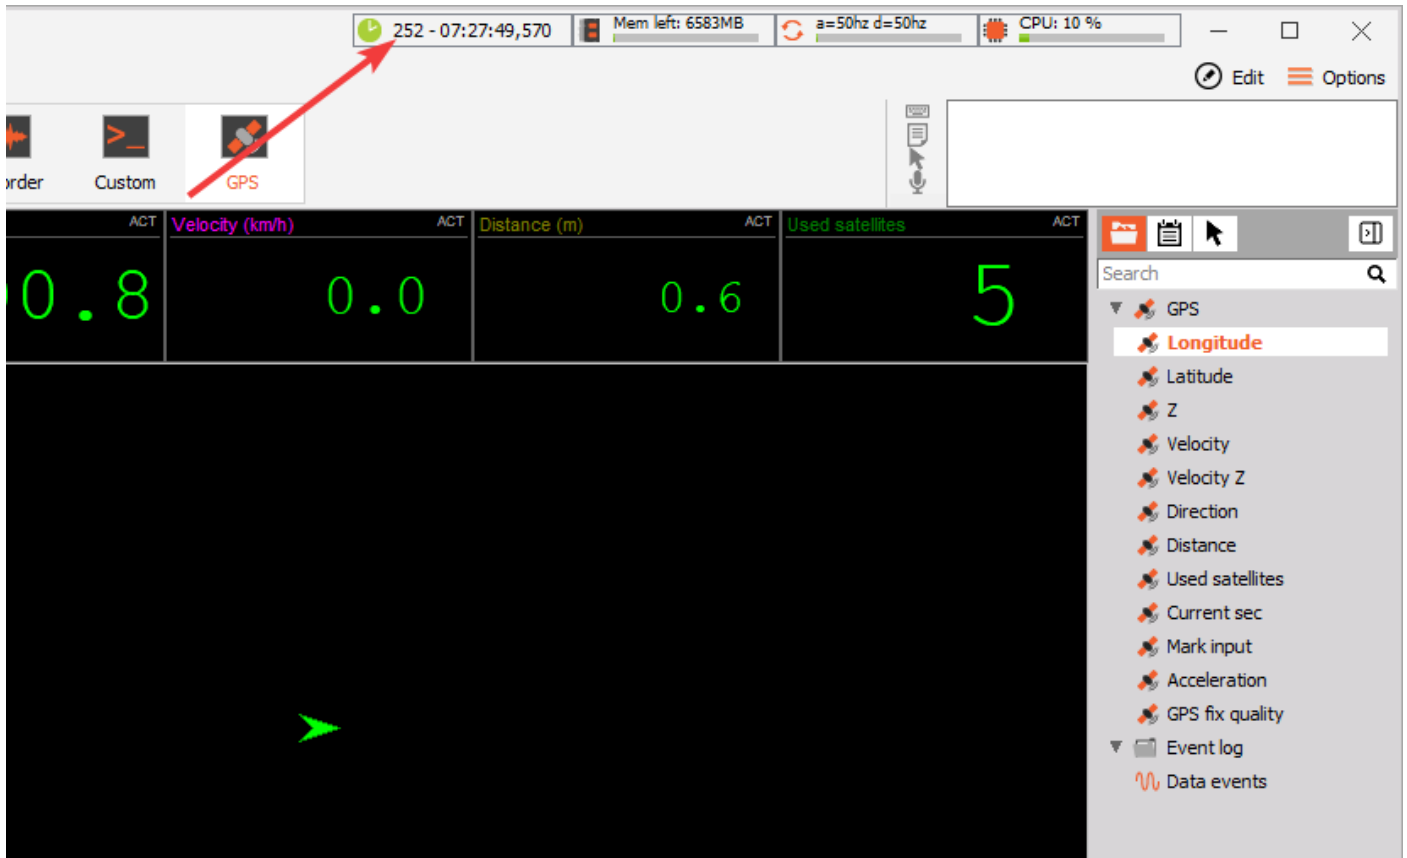 252 - 07:27:49,570
Mem left: 6583MB
a=50hz d=50hz
CPU: 10 %
Edit
Options
order
Custom
GPS
ACT
Velocity (km/h)
ACT
Distance (m)
ACT
Used satellites
ACT
0.8
0.0
0.6
5
Search
GPS
Longitude
Latitude
Z
Velocity
Velocity Z
Direction
Distance
Used satellites
Current sec
Mark input
Acceleration
GPS fix quality
Event log
Data events